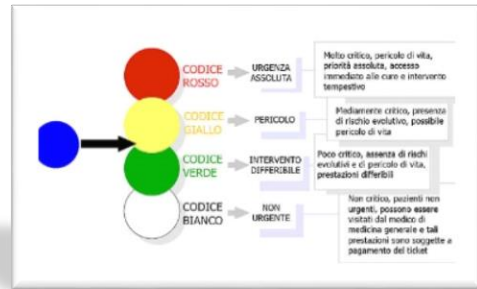 CODICE
ROSSO
URGENZA
ASSOLUTA
Molto critico, pericolo di vita,
priorità assoluta, accesso
immediato alle cure e intervento
tempestivo
CODICE
GIALLO
PERICOLO
Mediamente critico, presenza
di rischio evolutivo, possibile
pericolo di vita
CODICE
VERDE
INTERVENTO
DIFFERIBILE
Poco critico, assenza di rischi
evolutivi e di pericolo di vita,
prestazioni differibili
CODICE
BIANCO
NON
URGENTE
Non critico, pazienti non
urgenti, possono essere
visitati dal medico di
medicina generale e tali
prestazioni sono soggette a
pagamento del ticket